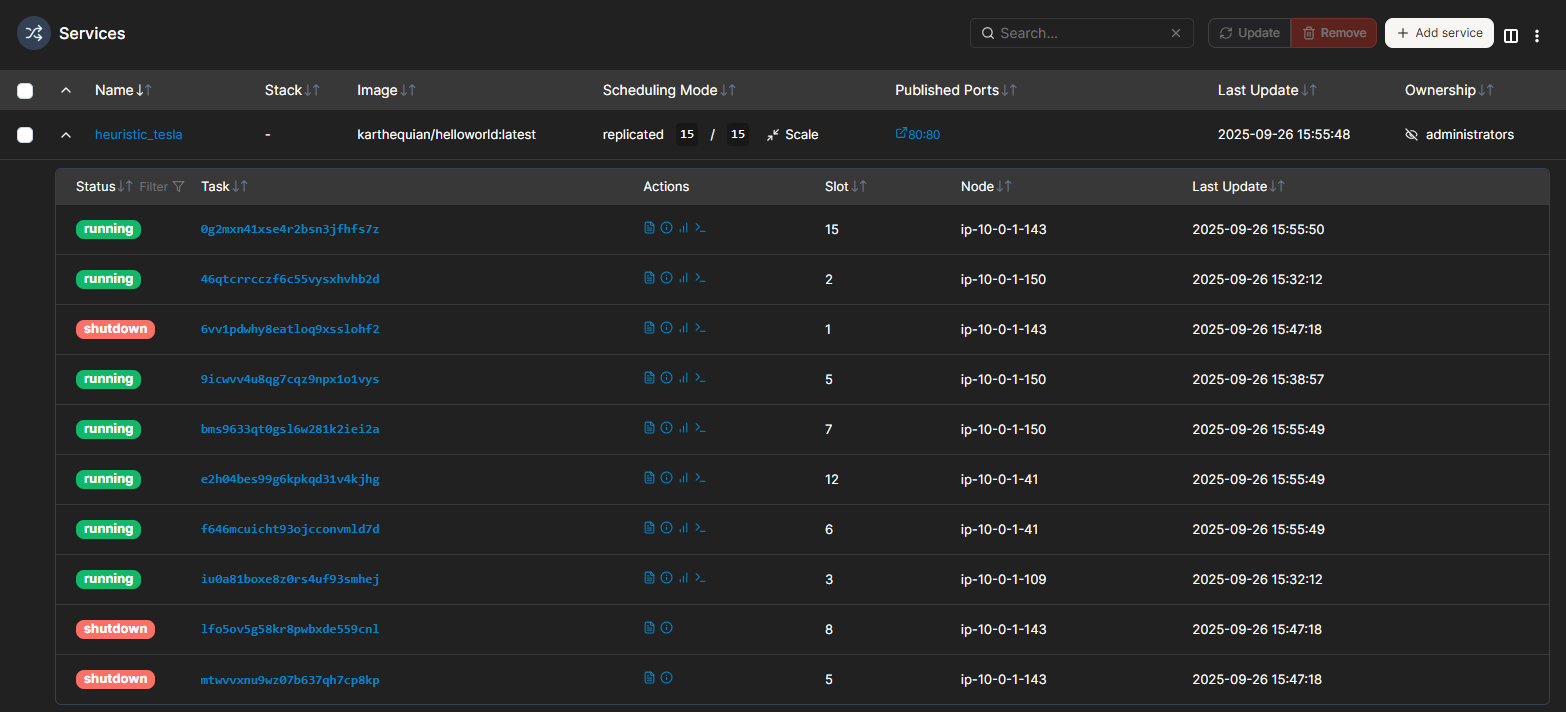 Services Search... Update Remove Add service
Name Stack Image Scheduling Mode Published Ports Last Update Ownership
heuristic_tesla - karthequian/helloworld:latest replicated 15 / 15 Scale 80:80 2025-09-26 15:55:48 administrators
Status Filter Task Actions Slot Node Last Update
running 0g2mxn41xse4r2bsn3jfhfs7z 15 ip-10-0-1-143 2025-09-26 15:55:50
running 46qtcrrcczf6c55vysxhvhb2d 2 ip-10-0-1-150 2025-09-26 15:32:12
shutdown 6vv1pdwhy8eatloq9xsslohf2 1 ip-10-0-1-143 2025-09-26 15:47:18
running 9icwvv4u8qg7cqz9npx1o1vys 5 ip-10-0-1-150 2025-09-26 15:38:57
running bms9633qt0gsl6w281k2iei2a 7 ip-10-0-1-150 2025-09-26 15:55:49
running e2h04bes99g6kpkqd31v4kjhg 12 ip-10-0-1-41 2025-09-26 15:55:49
running f646mcuicht93ojcconvmld7d 6 ip-10-0-1-41 2025-09-26 15:55:49
running iu0a81boxe8z0rs4uf93smhej 3 ip-10-0-1-109 2025-09-26 15:32:12
shutdown lfo5ov5g58kr8pwbxde559cnl 8 ip-10-0-1-143 2025-09-26 15:47:18
shutdown mtwvvxnu9wz07b637qh7cp8kp 5 ip-10-0-1-143 2025-09-26 15:47:18